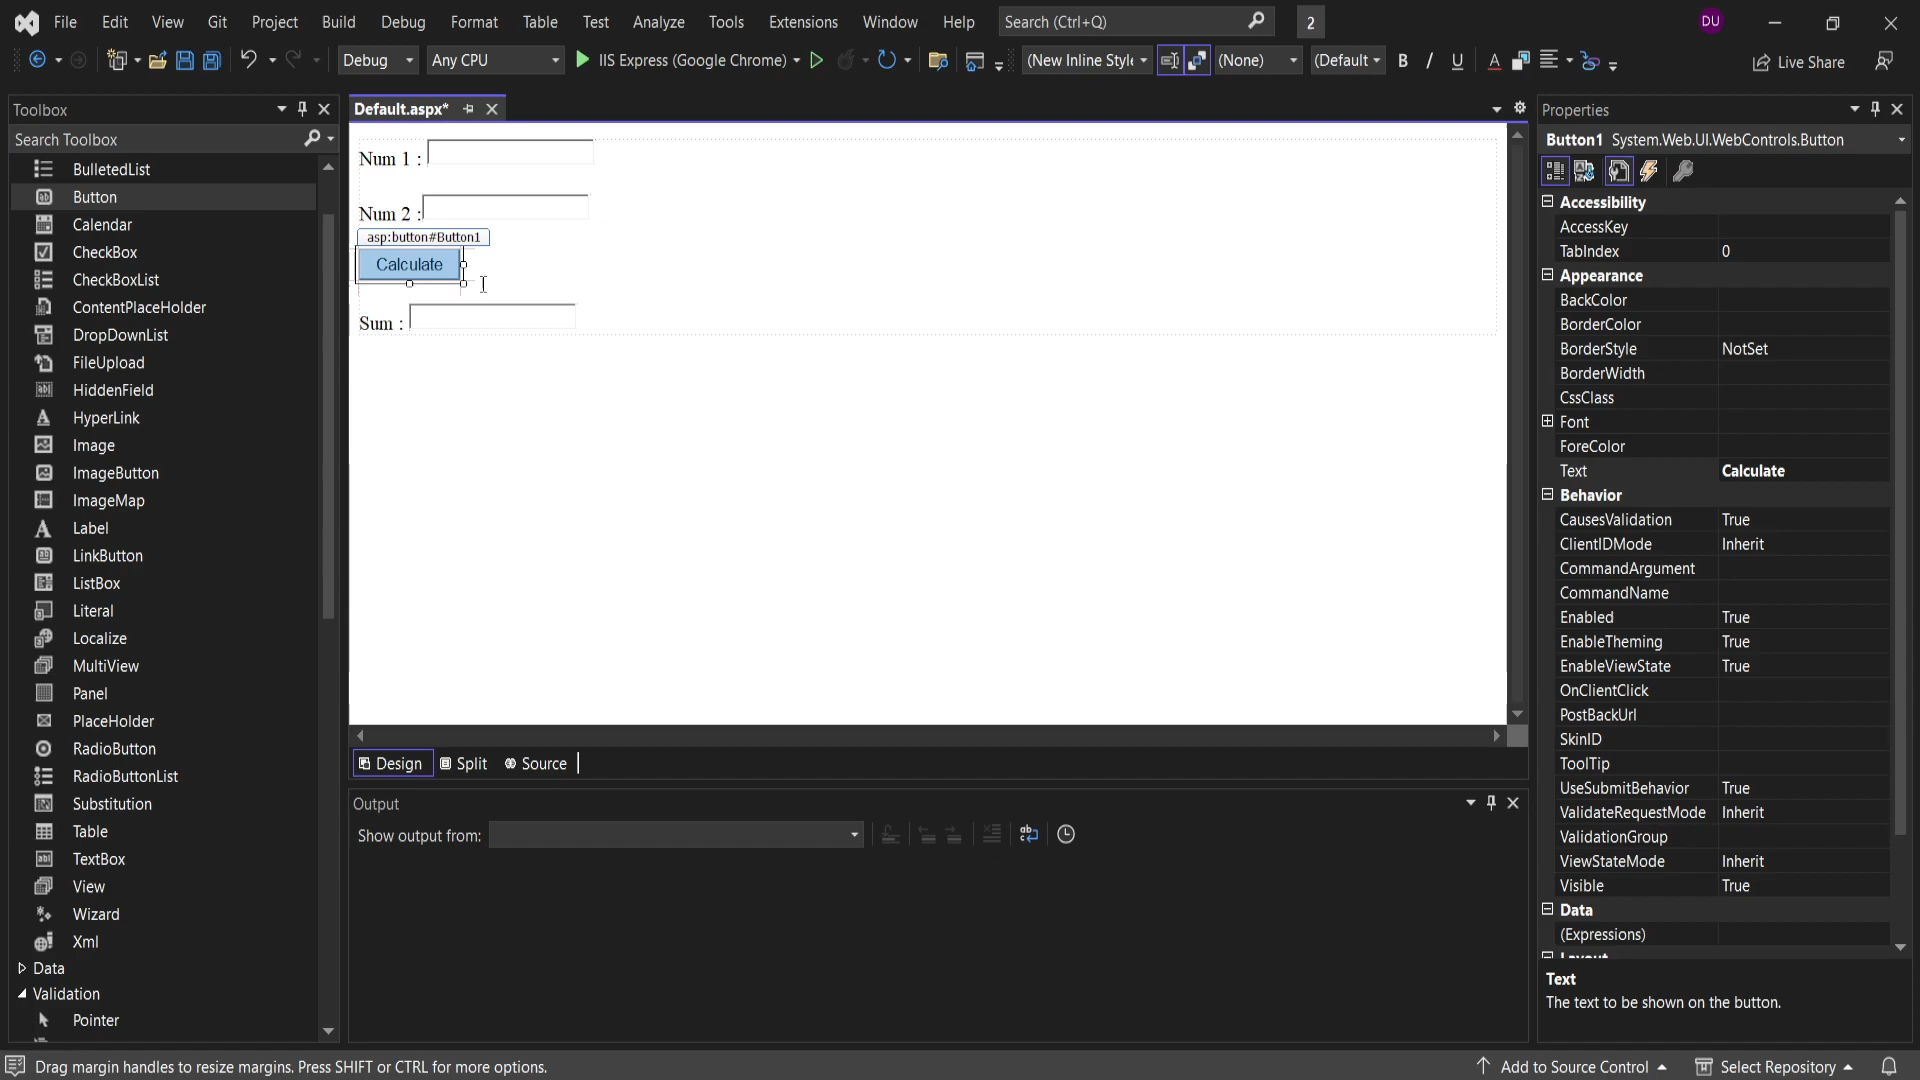 File Edit View Git Project Build Debug Format Table Test Analyze Tools Extensions Window Help Search (Ctrl+Q) 2 DU
Debug Any CPU IIS Express (Google Chrome) (New Inline Style (None) (Default B I U A Live Share
Toolbox
Search Toolbox
BulletedList
Button
Calendar
CheckBox
CheckBoxList
ContentPlaceHolder
DropDownList
FileUpload
HiddenField
HyperLink
Image
ImageButton
ImageMap
Label
LinkButton
ListBox
Literal
Localize
MultiView
Panel
PlaceHolder
RadioButton
RadioButtonList
Substitution
Table
TextBox
View
Wizard
Xml
Data
Validation
Pointer
Default.aspx*
Num 1 :
Num 2 :
asp:button#Button1
Calculate
Sum :
Design Split Source
Output
Show output from:
Properties
Button1 System.Web.UI.WebControls.Button
Accessibility
AccessKey
TabIndex 0
Appearance
BackColor
BorderColor
BorderStyle NotSet
BorderWidth
CssClass
Font
ForeColor
Text Calculate
Behavior
CausesValidation True
ClientIDMode Inherit
CommandArgument
CommandName
Enabled True
EnableTheming True
EnableViewState True
OnClientClick
PostBackUrl
SkinID
ToolTip
UseSubmitBehavior True
ValidateRequestMode Inherit
ValidationGroup
ViewStateMode Inherit
Visible True
Data
(Expressions)
Layout
Text
The text to be shown on the button.
Drag margin handles to resize margins. Press SHIFT or CTRL for more options. Add to Source Control Select Repository